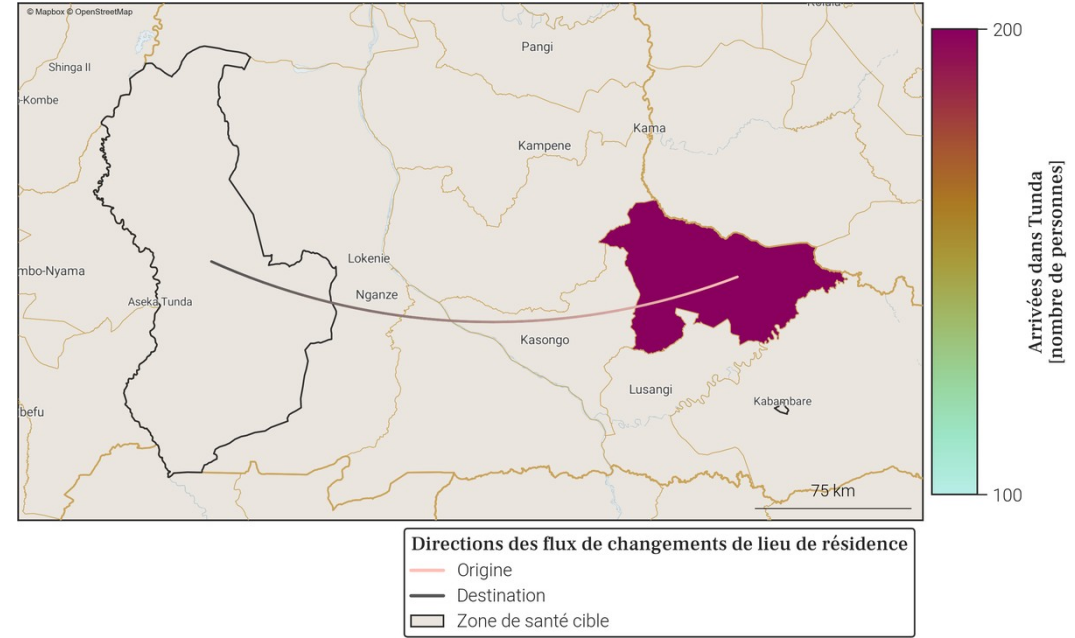 © Mapbox © OpenStreetMap
Pangi
Shinga II
-Kombe
Kama
Kampene
Lokenie
mbo-Nyama
Nganze
Aseka Tunda
Kasongo
Lusangi
Kabambare
befu
75 km
200
100
Arrivées dans Tunda
[nombre de personnes]
Directions des flux de changements de lieu de résidence
Origine
Destination
Zone de santé cible